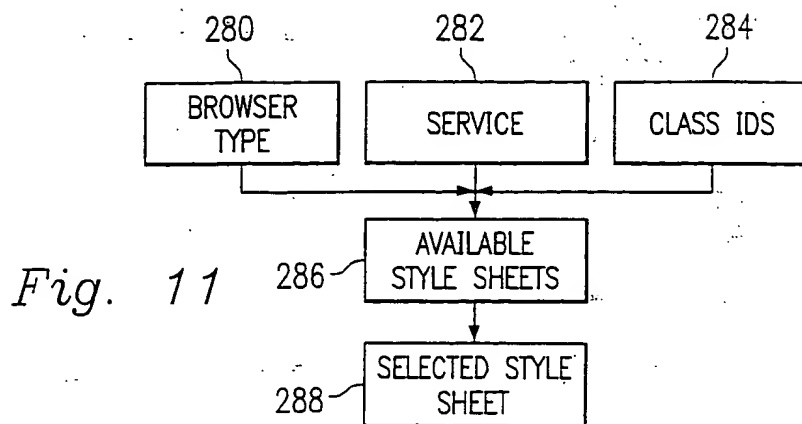 280
282
284
BROWSER
TYPE
SERVICE
CLASS IDS
Fig. 11
286
AVAILABLE
STYLE SHEETS
288
SELECTED STYLE
SHEET